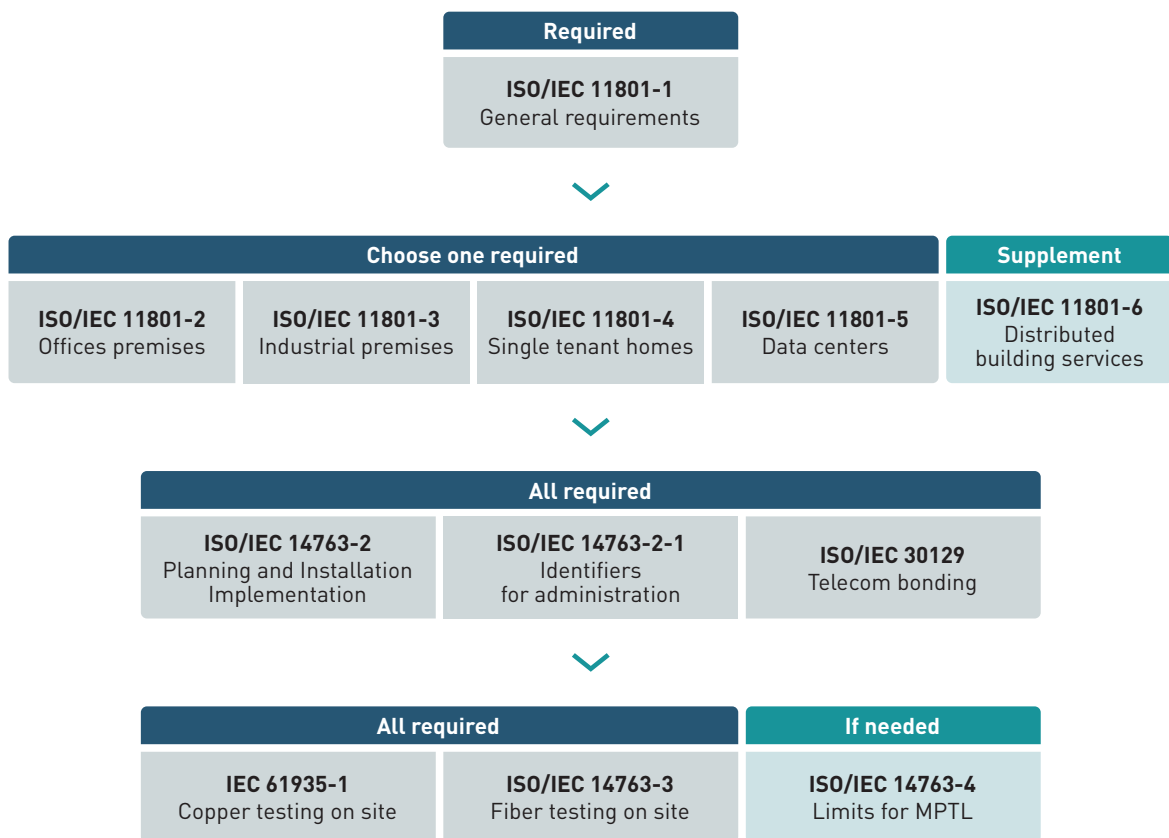 Required
ISO/IEC 11801-1
General requirements
Choose one required
Supplement
ISO/IEC 11801-2
Offices premises
ISO/IEC 11801-3
Industrial premises
ISO/IEC 11801-4
Single tenant homes
ISO/IEC 11801-5
Data centers
ISO/IEC 11801-6
Distributed
building services
All required
ISO/IEC 14763-2
Planning and Installation
Implementation
ISO/IEC 14763-2-1
Identifiers
for administration
ISO/IEC 30129
Telecom bonding
All required
If needed
IEC 61935-1
Copper testing on site
ISO/IEC 14763-3
Fiber testing on site
ISO/IEC 14763-4
Limits for MPTL